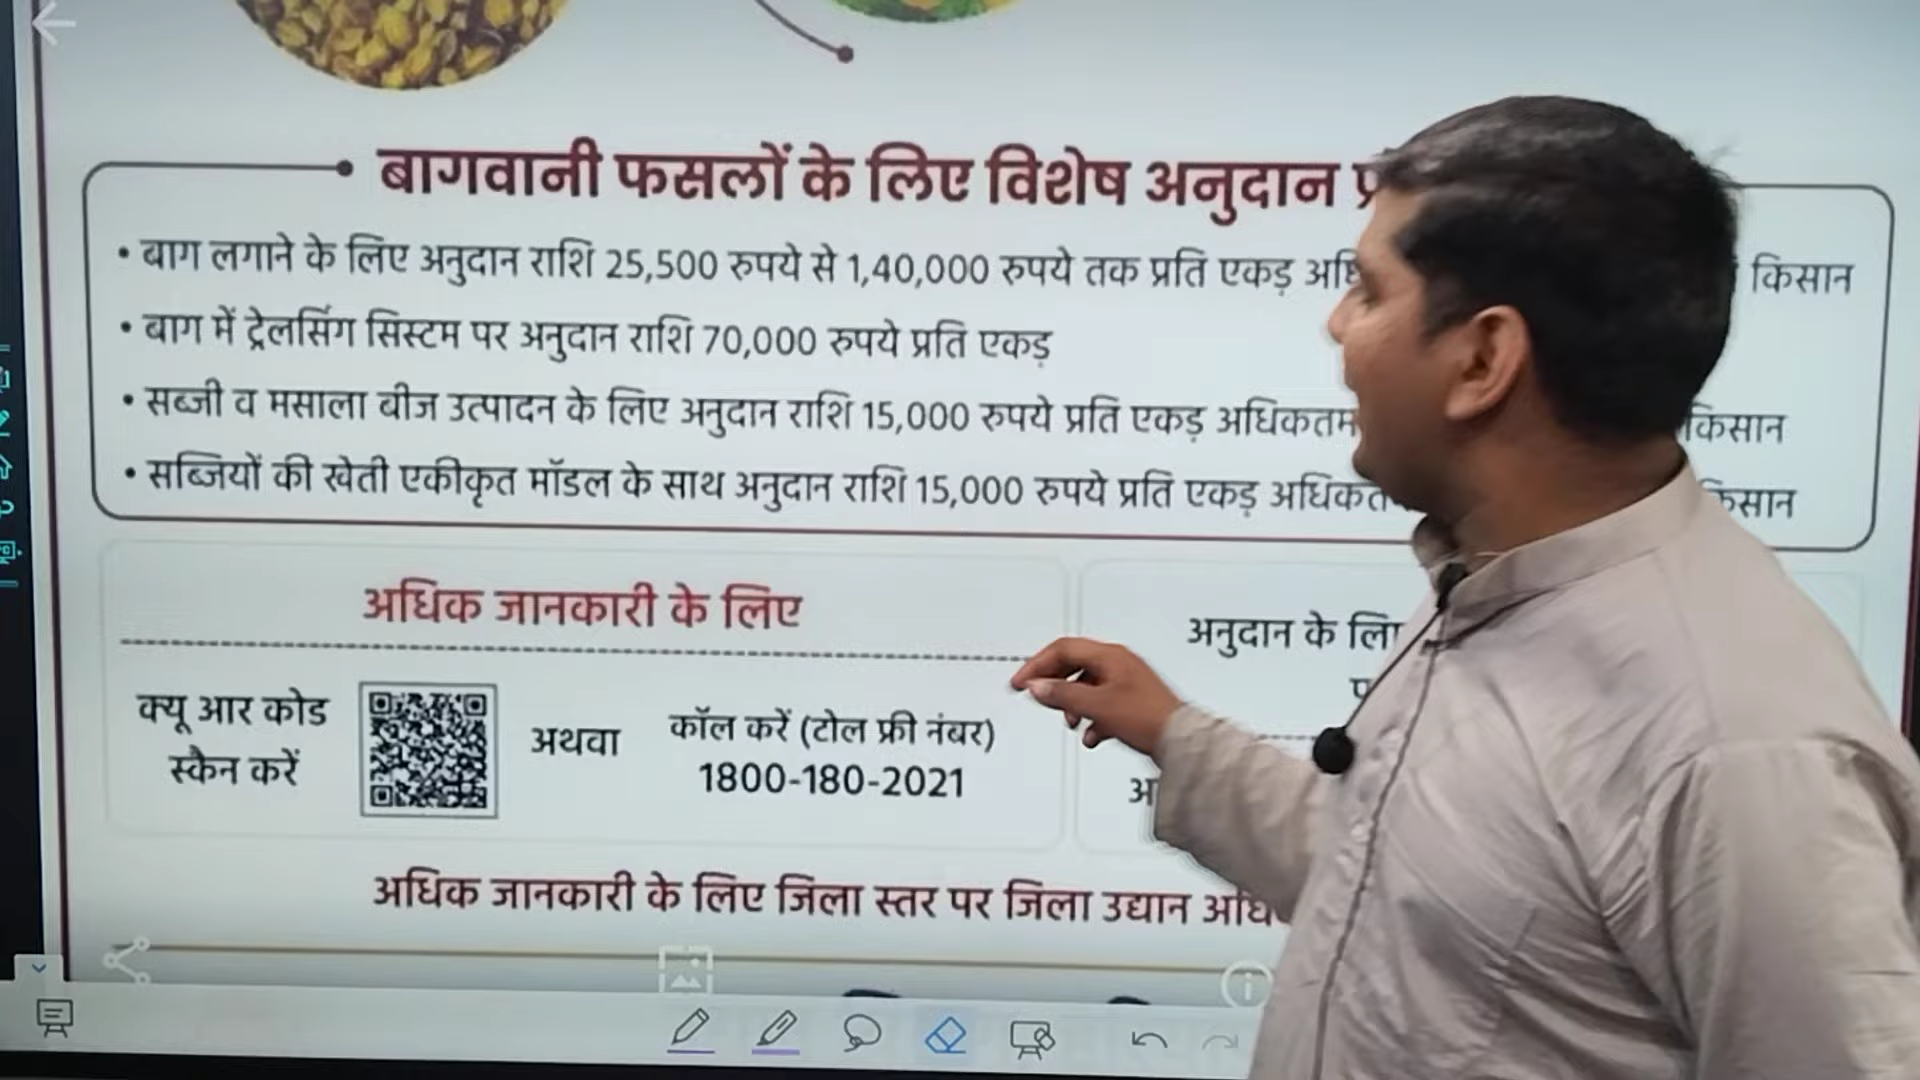 बागवानी फसलों के लिए विशेष अनुदान
• बाग लगाने के लिए अनुदान राशि 25,500 रुपये से 1,40,000 रुपये तक प्रति एकड़ किसान
• बाग में ट्रेलसिंग सिस्टम पर अनुदान राशि 70,000 रुपये प्रति एकड़
• सब्जी व मसाला बीज उत्पादन के लिए अनुदान राशि 15,000 रुपये प्रति एकड़ अधिकतम किसान
• सब्जियों की खेती एकीकृत मॉडल के साथ अनुदान राशि 15,000 रुपये प्रति एकड़ किसान
अधिक जानकारी के लिए
क्यू आर कोड
स्कैन करें
अथवा
कॉल करें (टोल फ्री नंबर)
1800-180-2021
अनुदान के
अधिक जानकारी के लिए जिला स्तर पर जिला उद्यान